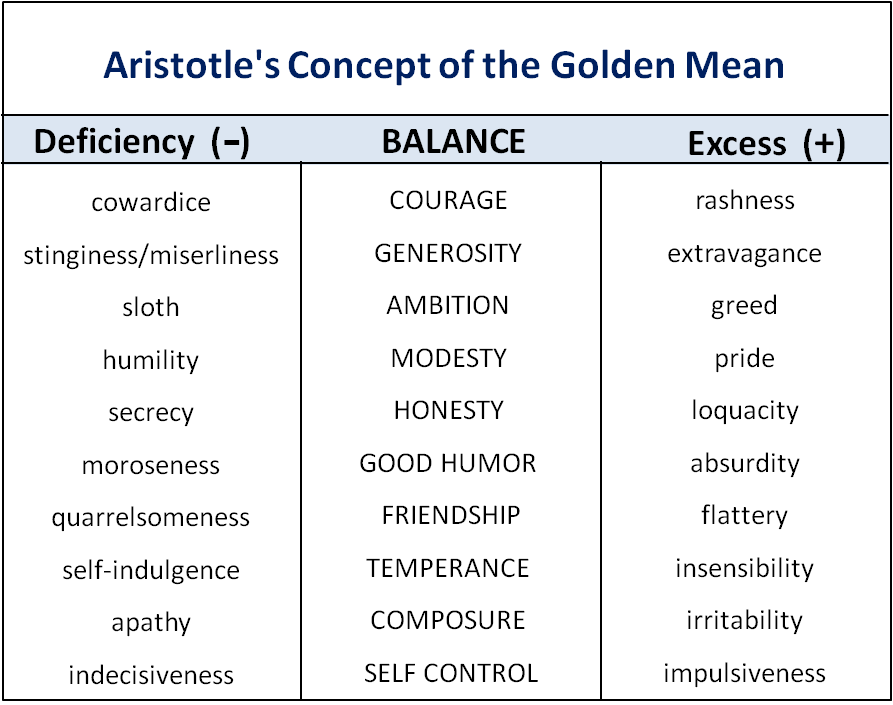 Aristotle's Concept of the Golden Mean
Deficiency (-) BALANCE Excess (+)
cowardice COURAGE rashness
stinginess/miserliness GENEROSITY extravagance
sloth AMBITION greed
humility MODESTY pride
secrecy HONESTY loquacity
moroseness GOOD HUMOR absurdity
quarrelsomeness FRIENDSHIP flattery
self-indulgence TEMPERANCE insensibility
apathy COMPOSURE irritability
indecisiveness SELF CONTROL impulsiveness